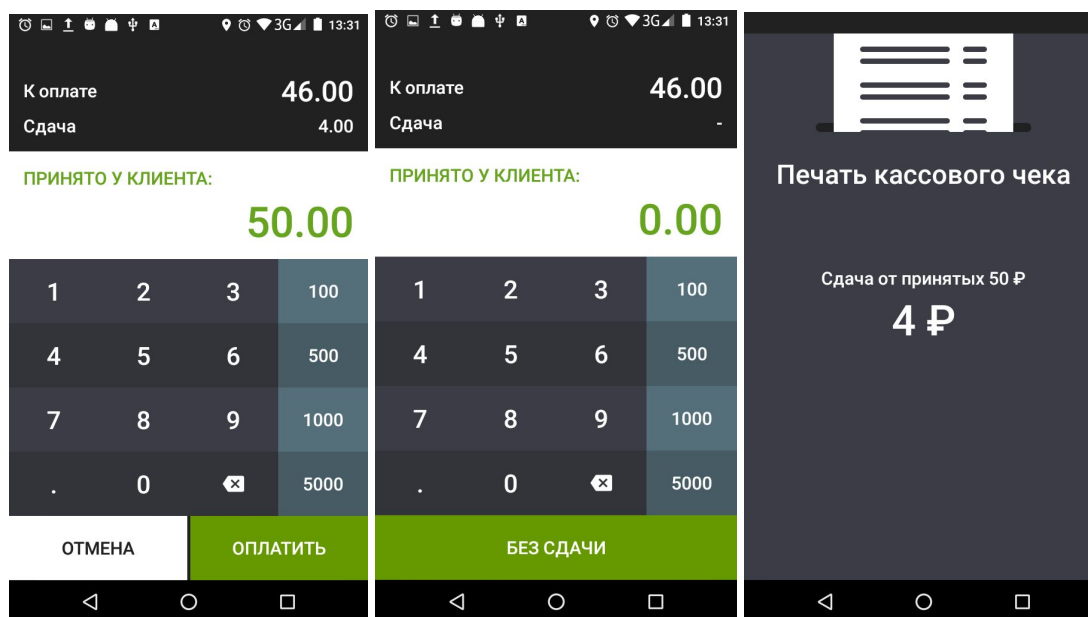 3G 13:31
К оплате 46.00
Сдача 4.00
ПРИНЯТО У КЛИЕНТА:
50.00
1 2 3 100
4 5 6 500
7 8 9 1000
. 0 5000
ОТМЕНА ОПЛАТИТЬ
3G 13:31
К оплате 46.00
Сдача -
ПРИНЯТО У КЛИЕНТА:
0.00
1 2 3 100
4 5 6 500
7 8 9 1000
. 0 5000
БЕЗ СДАЧИ
Печать кассового чека
Сдача от принятых 50 ₽
4 ₽